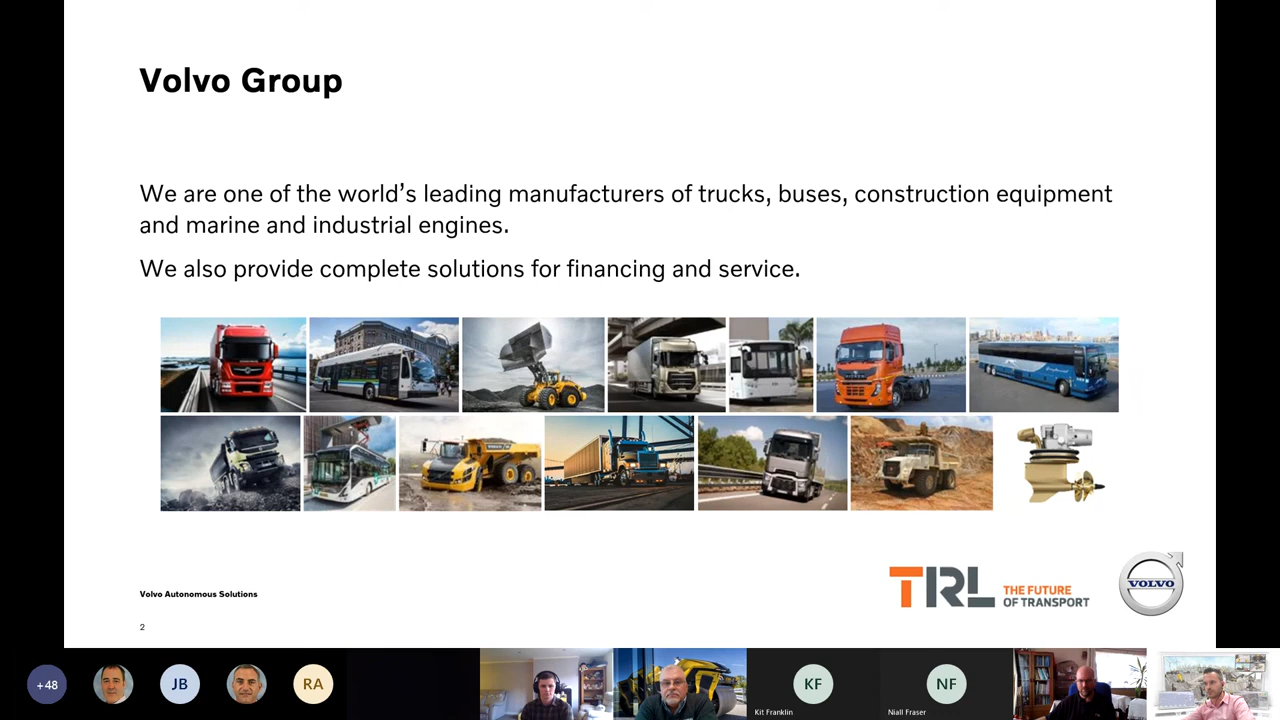 Volvo Group
We are one of the world’s leading manufacturers of trucks, buses, construction equipment
and marine and industrial engines.
We also provide complete solutions for financing and service.
Volvo Autonomous Solutions
2
TRL THE FUTURE
OF TRANSPORT
VOLVO
+48
JB
RA
KF
Kit Franklin
NF
Niall Fraser